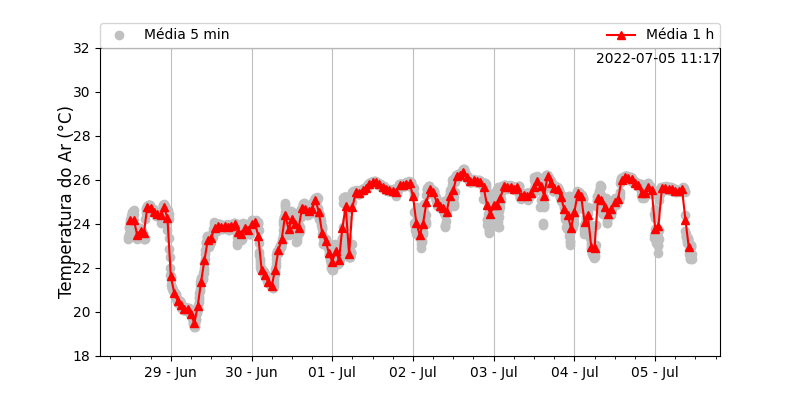 Média 5 min
Média 1 h
2022-07-05 11:17
Temperatura do Ar (°C)
32
30
28
26
24
22
20
18
29 - Jun
30 - Jun
01 - Jul
02 - Jul
03 - Jul
04 - Jul
05 - Jul